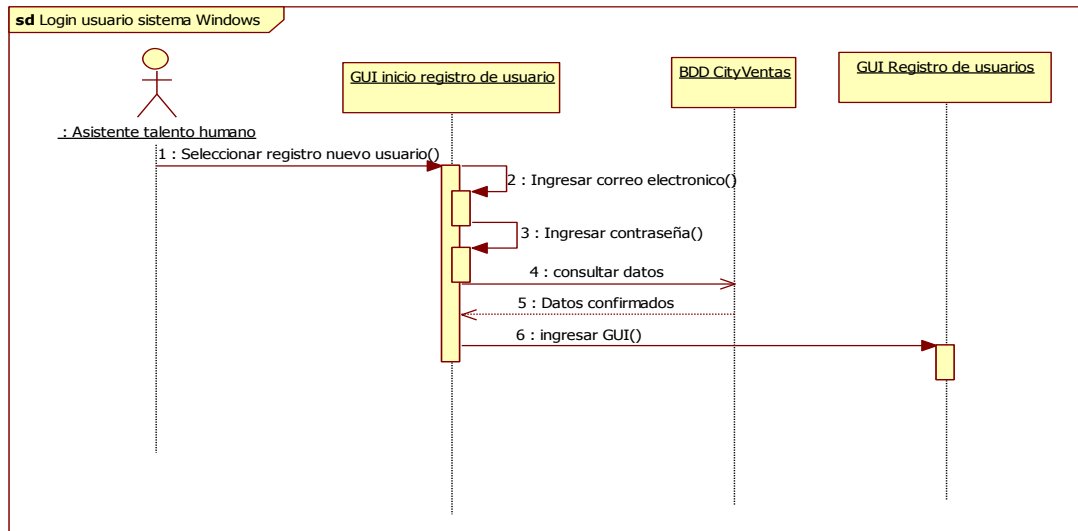 sd Login usuario sistema Windows
GUI inicio registro de usuario
BDD CityVentas
GUI Registro de usuarios
: Asistente talento humano
1 : Seleccionar registro nuevo usuario()
2 : Ingresar correo electronico()
3 : Ingresar contraseña()
4 : consultar datos
5 : Datos confirmados
6 : ingresar GUI()